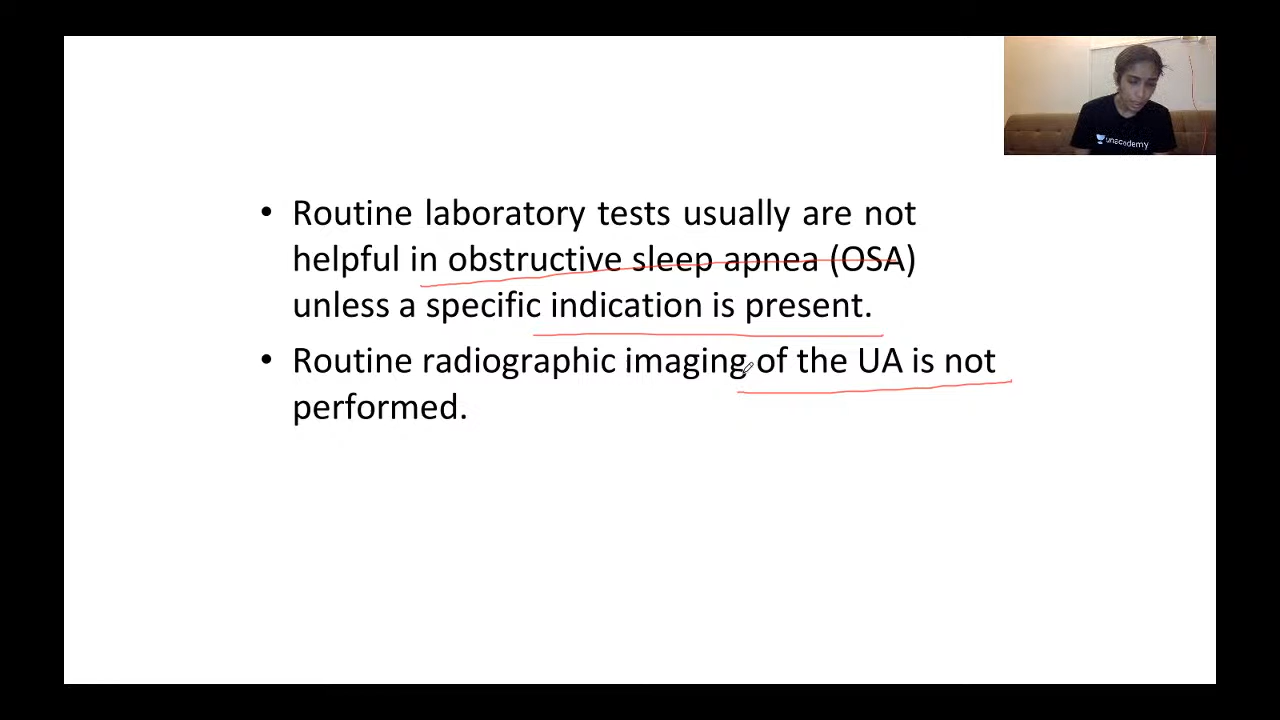 unacademy
• Routine laboratory tests usually are not
helpful in obstructive sleep apnea (OSA)
unless a specific indication is present.
• Routine radiographic imaging of the UA is not
performed.